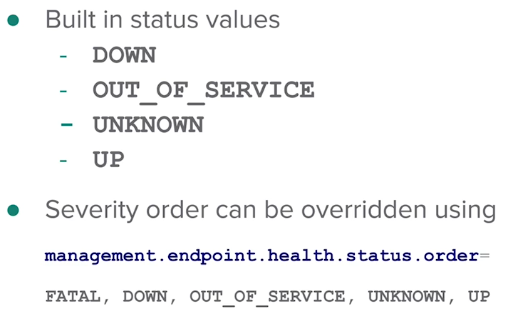 ● Built in status values
- DOWN
- OUT_OF_SERVICE
- UNKNOWN
- UP
● Severity order can be overridden using
management.endpoint.health.status.order=
FATAL, DOWN, OUT_OF_SERVICE, UNKNOWN, UP